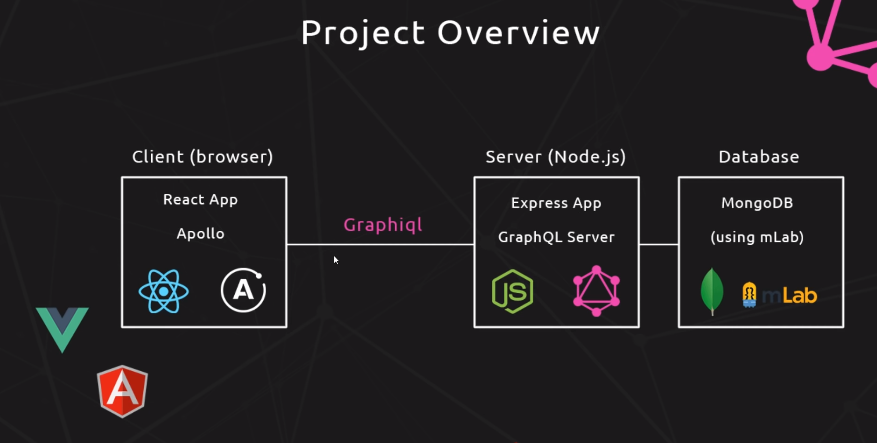 Project Overview
Client (browser)
React App
Apollo
Graphiql
Server (Node.js)
Express App
GraphQL Server
JS
Database
MongoDB
(using mLab)
mLab